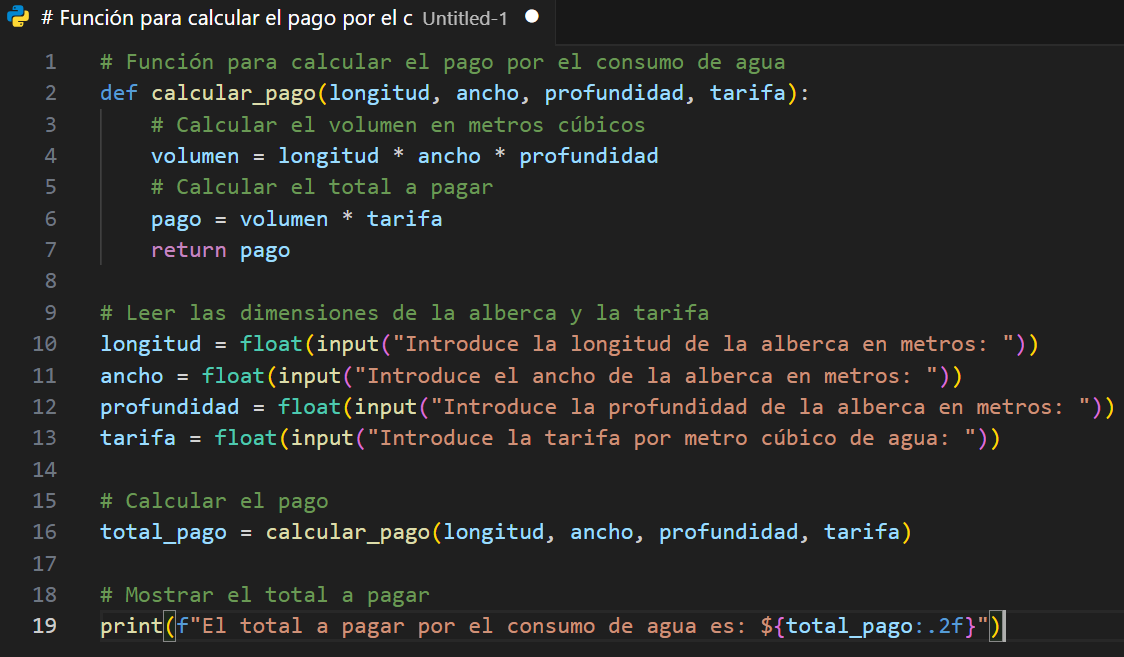 # Función para calcular el pago por el c Untitled-1
1 # Función para calcular el pago por el consumo de agua
2 def calcular_pago(longitud, ancho, profundidad, tarifa):
3     # Calcular el volumen en metros cúbicos
4     volumen = longitud * ancho * profundidad
5     # Calcular el total a pagar
6     pago = volumen * tarifa
7     return pago
8
9 # Leer las dimensiones de la alberca y la tarifa
10 longitud = float(input("Introduce la longitud de la alberca en metros: "))
11 ancho = float(input("Introduce el ancho de la alberca en metros: "))
12 profundidad = float(input("Introduce la profundidad de la alberca en metros: "))
13 tarifa = float(input("Introduce la tarifa por metro cúbico de agua: "))
14
15 # Calcular el pago
16 total_pago = calcular_pago(longitud, ancho, profundidad, tarifa)
17
18 # Mostrar el total a pagar
19 print(f"El total a pagar por el consumo de agua es: ${total_pago:.2f}")